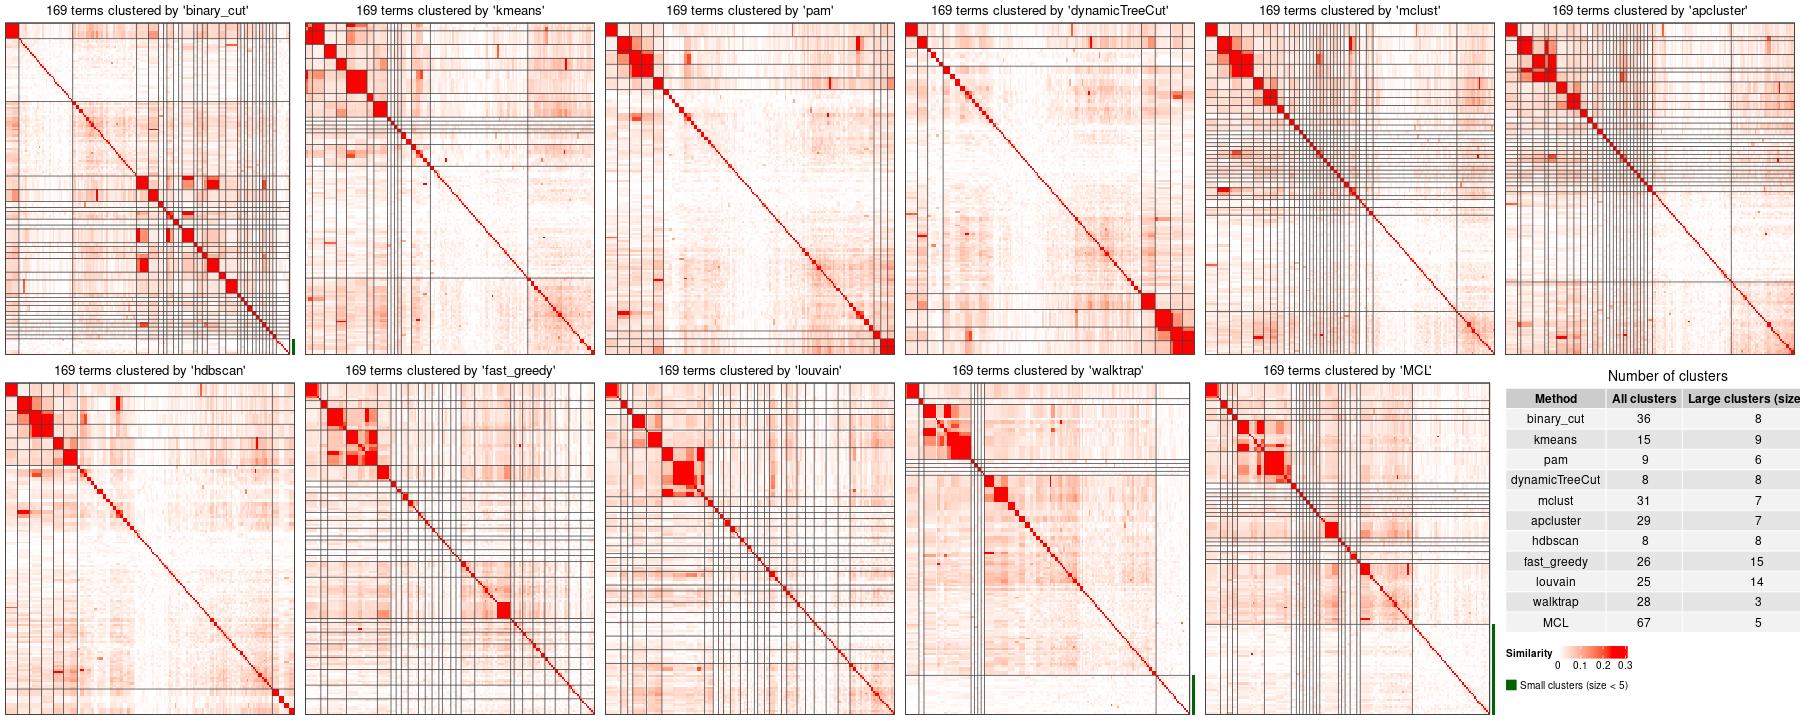 169 terms clustered by 'binary_cut'
169 terms clustered by 'kmeans'
169 terms clustered by 'pam'
169 terms clustered by 'dynamicTreeCut'
169 terms clustered by 'mclust'
169 terms clustered by 'apcluster'
169 terms clustered by 'hdbscan'
169 terms clustered by 'fast_greedy'
169 terms clustered by 'louvain'
169 terms clustered by 'walktrap'
169 terms clustered by 'MCL'
Number of clusters
Method All clusters Large clusters (size
binary_cut 36 8
kmeans 15 9
pam 9 6
dynamicTreeCut 8 8
mclust 31 7
apcluster 29 7
hdbscan 8 8
fast_greedy 26 15
louvain 25 14
walktrap 28 3
MCL 67 5
Similarity
0 0.1 0.2 0.3
Small clusters (size < 5)